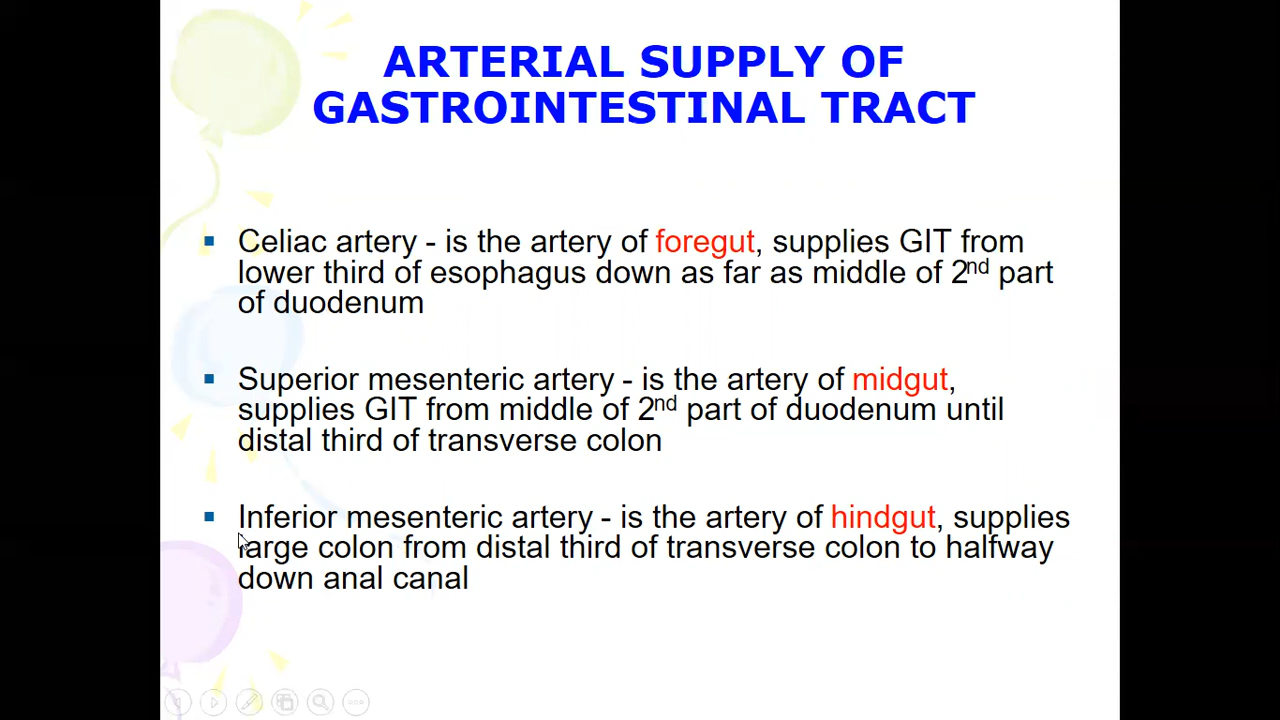 ARTERIAL SUPPLY OF
GASTROINTESTINAL TRACT
▪ Celiac artery - is the artery of foregut, supplies GIT from
lower third of esophagus down as far as middle of 2nd part
of duodenum
▪ Superior mesenteric artery - is the artery of midgut,
supplies GIT from middle of 2nd part of duodenum until
distal third of transverse colon
▪ Inferior mesenteric artery - is the artery of hindgut, supplies
large colon from distal third of transverse colon to halfway
down anal canal